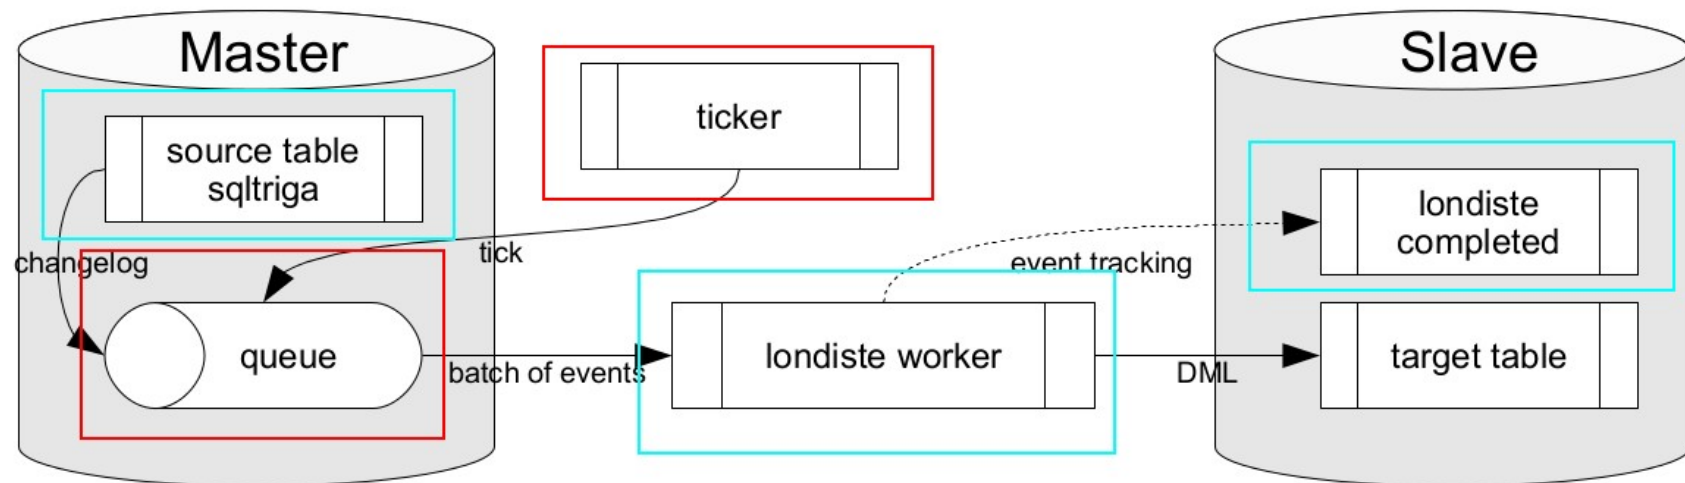 Master
Slave
source table
sqltriga
ticker
londiste
completed
changelog
tick
event tracking
queue
batch of events
londiste worker
DML
target table